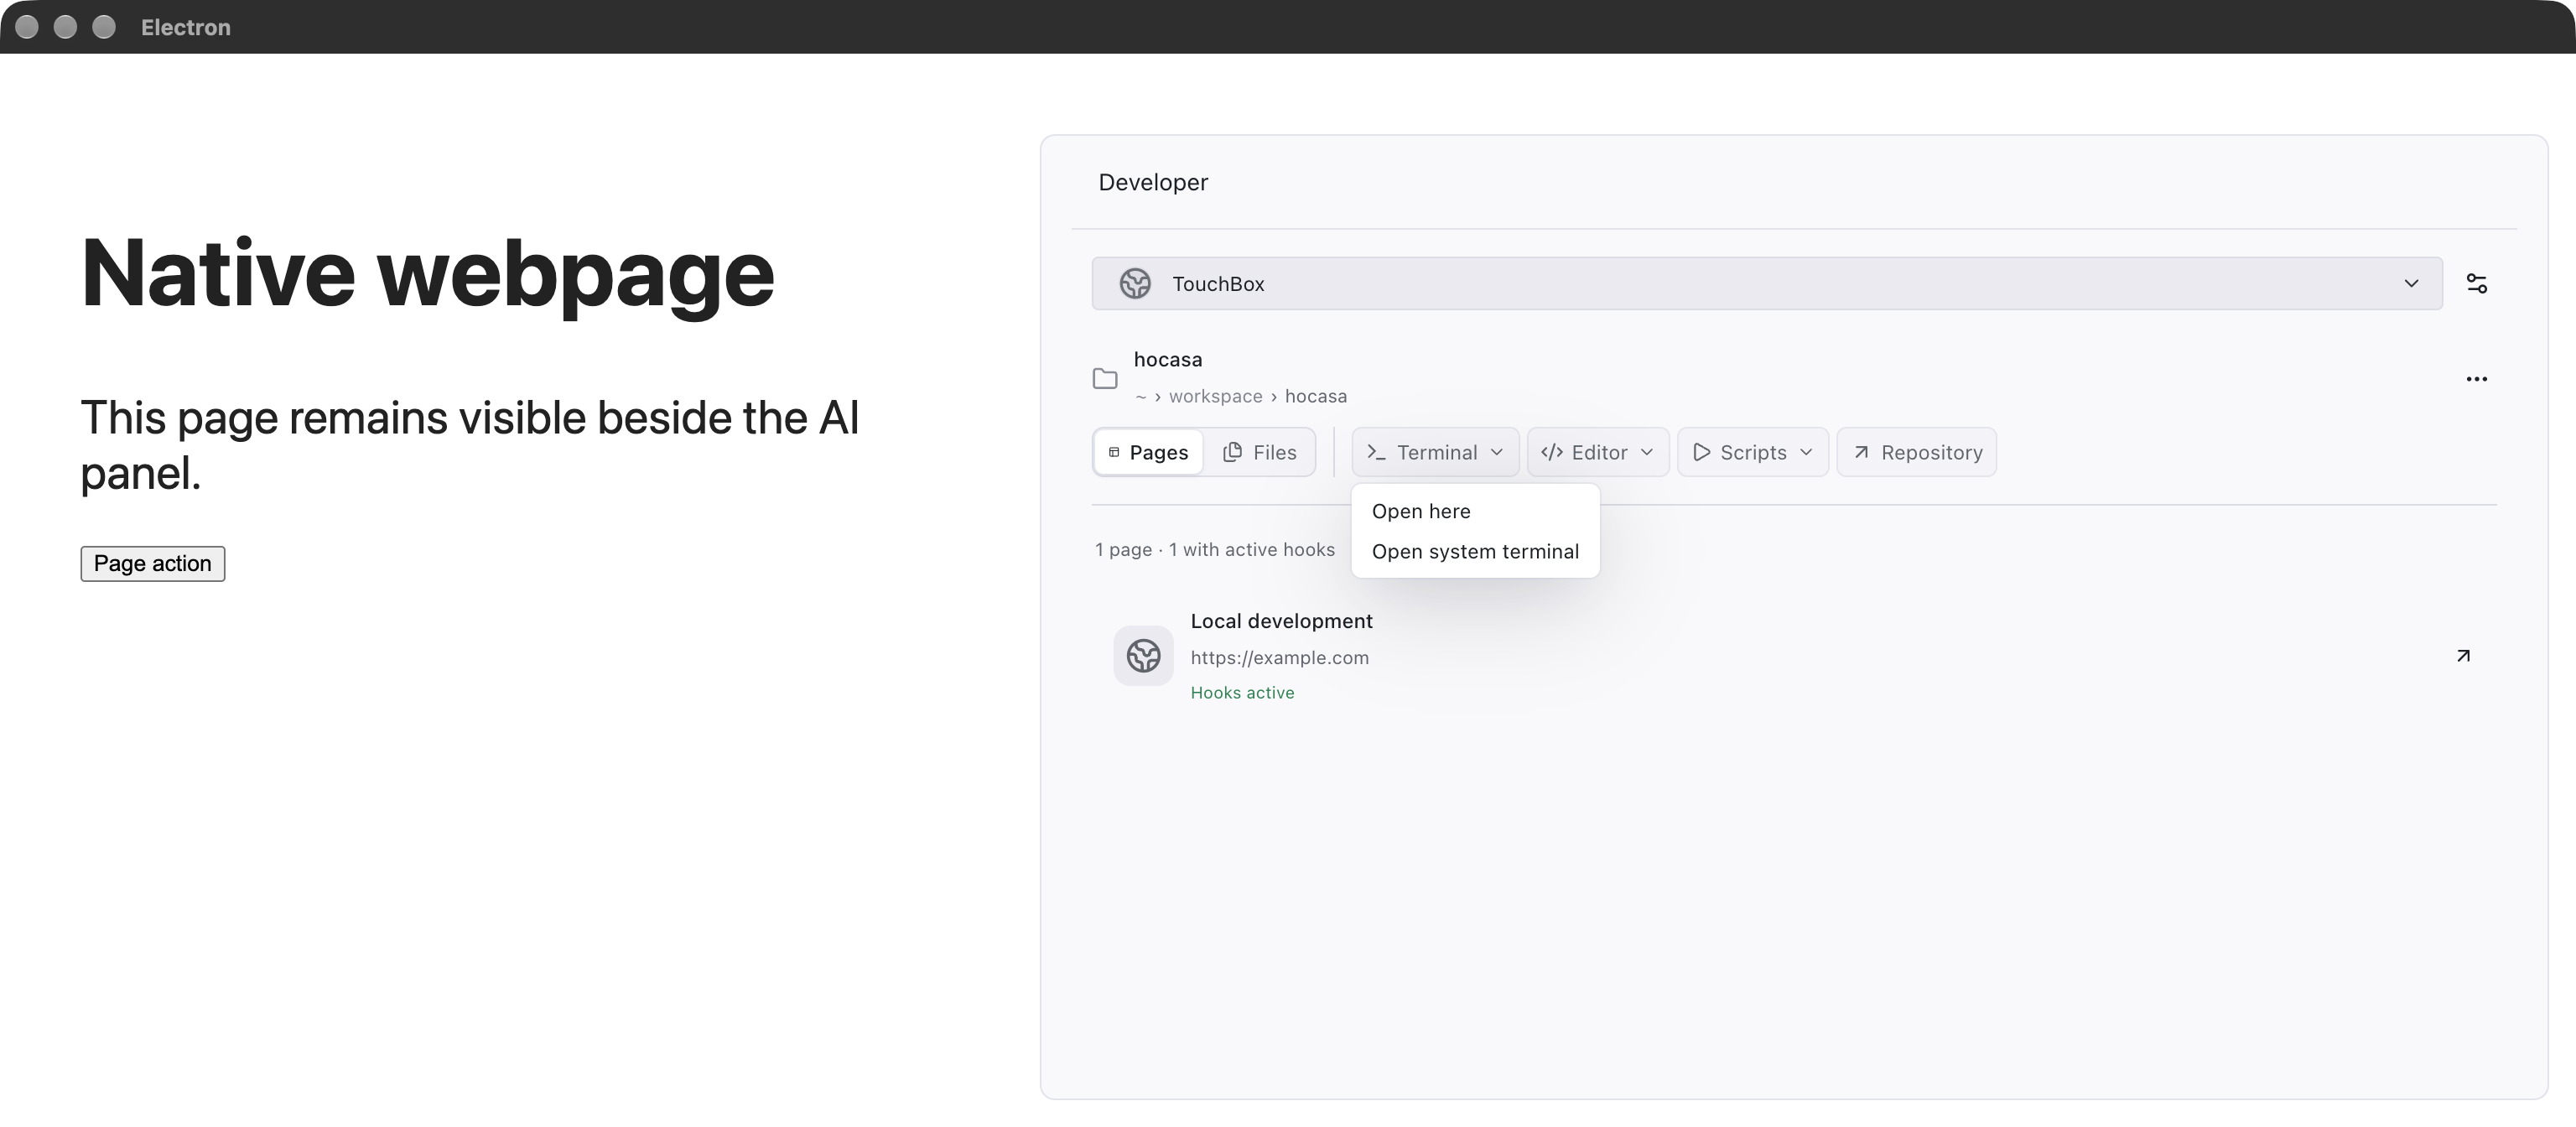 Electron
Native webpage
This page remains visible beside the AI
panel.
Page action
Developer
TouchBox
hocasa
~ › workspace › hocasa
Pages Files Terminal Editor Scripts Repository
Open here
Open system terminal
1 page · 1 with active hooks
Local development
https://example.com
Hooks active